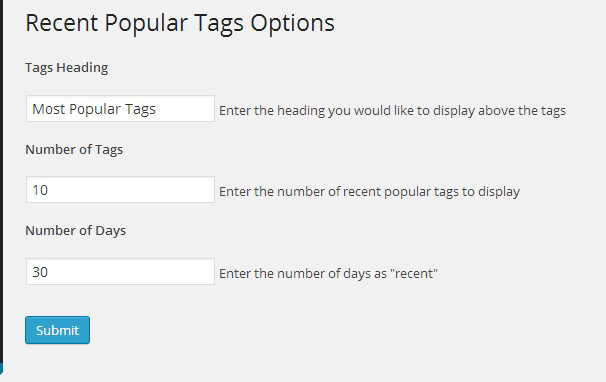 Recent Popular Tags Options
Tags Heading
Most Popular Tags Enter the heading you would like to display above the tags
Number of Tags
10 Enter the number of recent popular tags to display
Number of Days
30 Enter the number of days as "recent"
Submit